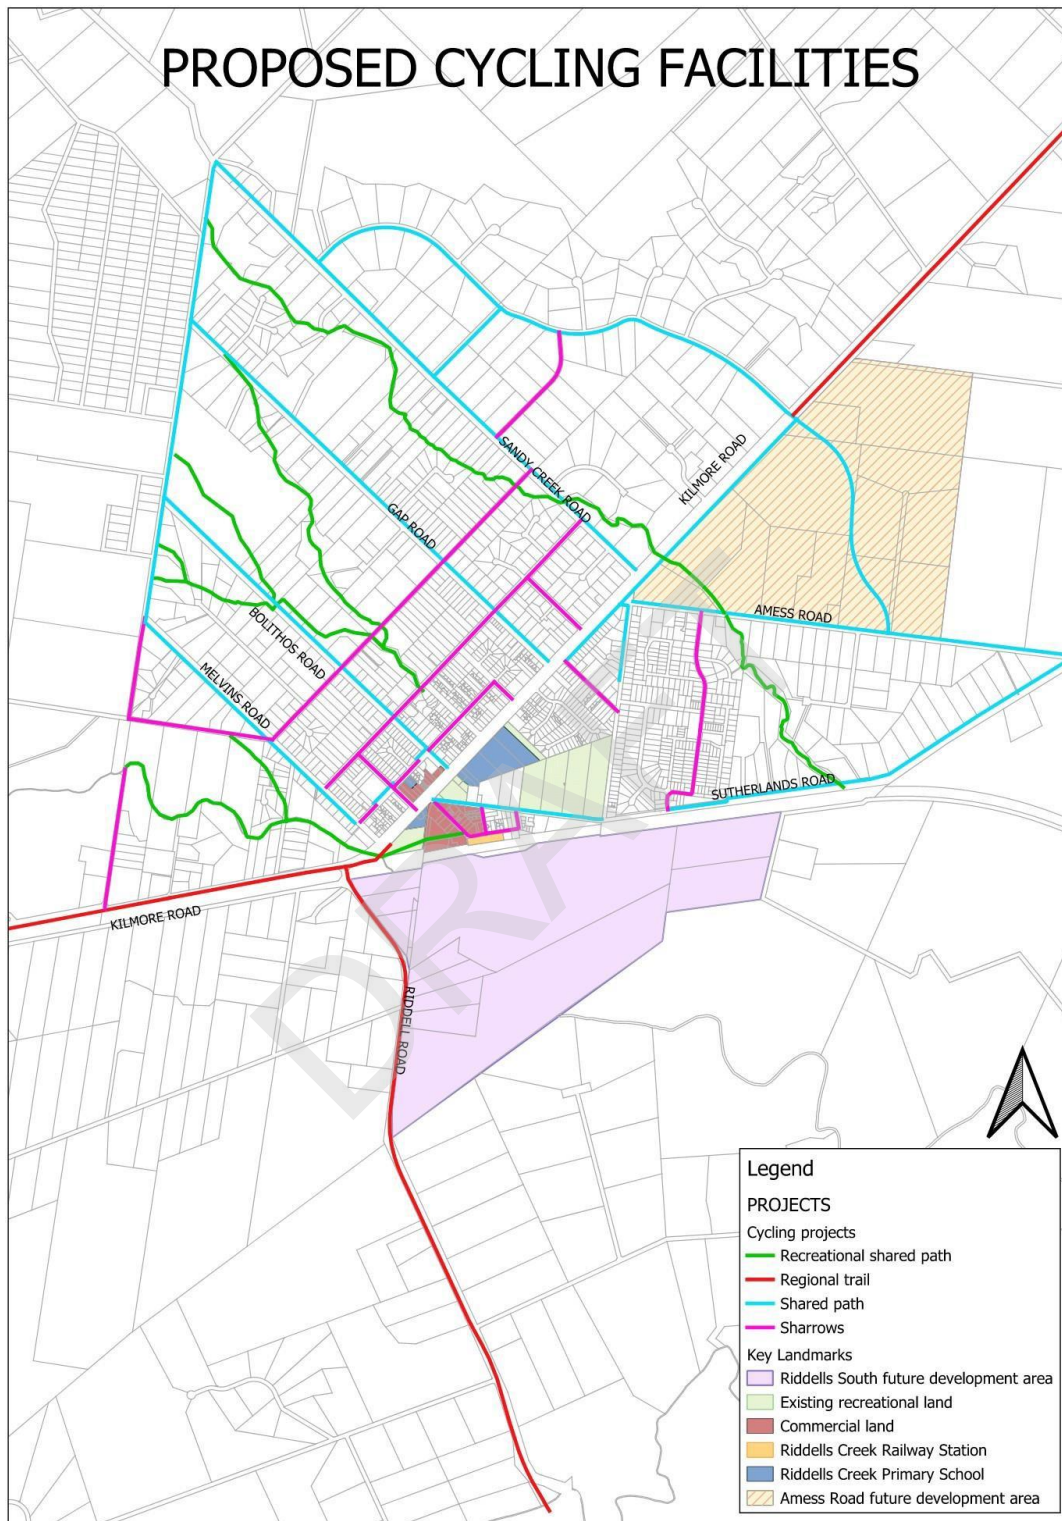 PROPOSED CYCLING FACILITIES
KILMORE ROAD
SANDY CREEK ROAD
GAP ROAD
AMESS ROAD
BOLITHOS ROAD
MELVINS ROAD
SUTHERLANDS ROAD
KILMORE ROAD
RIDDELL ROAD
DRAFT
Legend
PROJECTS
Cycling projects
Recreational shared path
Regional trail
Shared path
Sharrows
Key Landmarks
Riddells South future development area
Existing recreational land
Commercial land
Riddells Creek Railway Station
Riddells Creek Primary School
Amess Road future development area